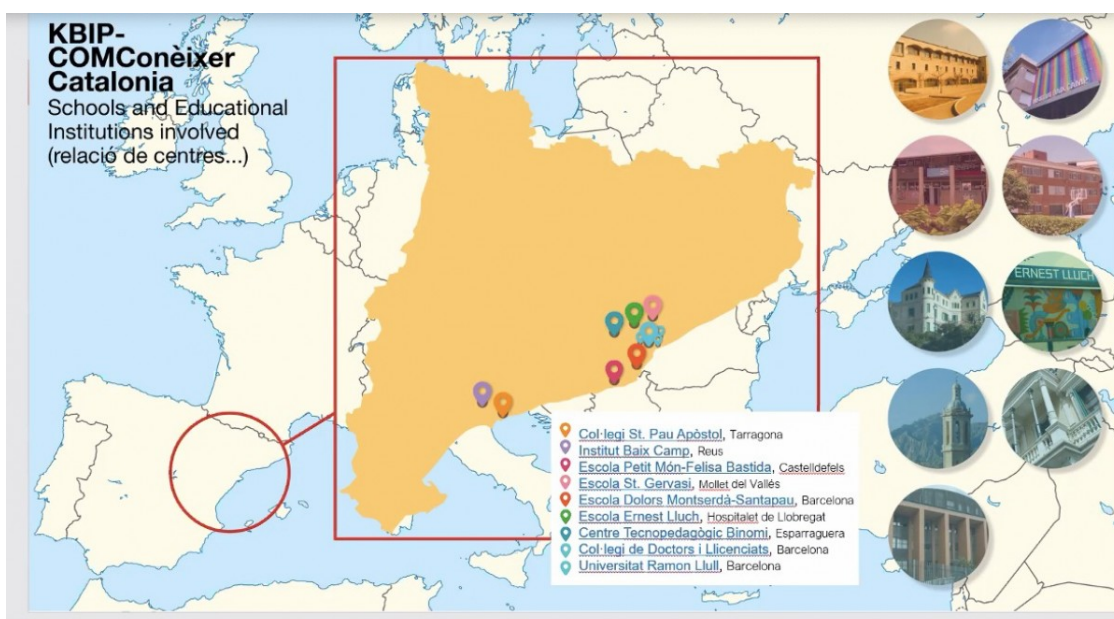 KBIP-
COMConèixer
Catalonia
Schools and Educational
Institutions involved
(relació de centres...)
ERNEST LLUCH
Col·legi St. Pau Apòstol, Tarragona
Institut Baix Camp, Reus
Escola Petit Món-Felisa Bastida, Castelldefels
Escola St. Gervasi, Mollet del Vallés
Escola Dolors Montserdà-Santapau, Barcelona
Escola Ernest Lluch, Hospitalet de Llobregat
Centre Tecnopedagògic Binomi, Esparraguera
Col·legi de Doctors i Llicenciats, Barcelona
Universitat Ramon Llull, Barcelona